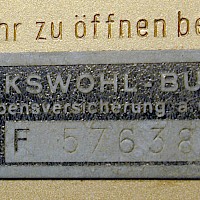 hr zu öffnen be
KSWOHL-BU
bensversicherung a.
F 57638